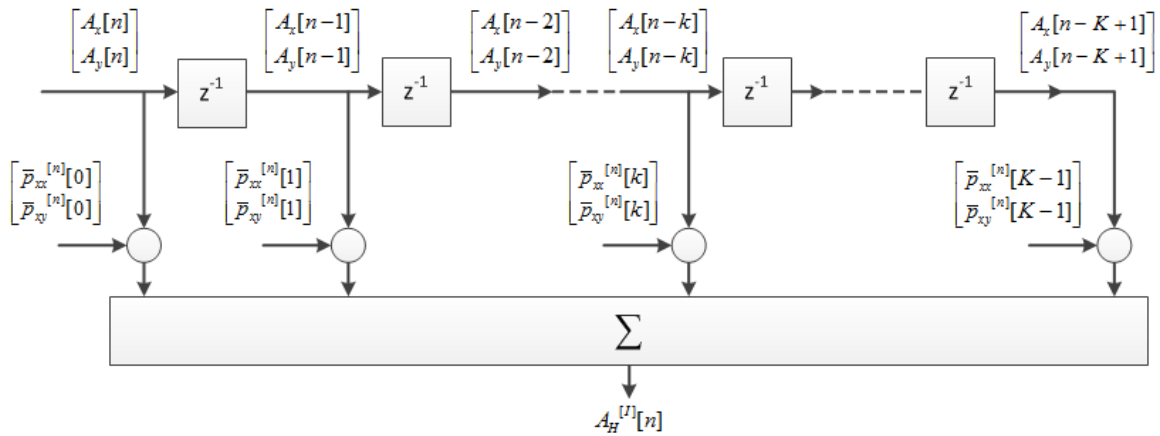 [A_x[n] A_y[n]]
[A_x[n−1] A_y[n−1]]
[A_x[n−2] A_y[n−2]]
[A_x[n−k] A_y[n−k]]
[A_x[n−K+1] A_y[n−K+1]]
z^-1
z^-1
z^-1
z^-1
[p̅_xx^[n][0] p̅_xy^[n][0]]
[p̅_xx^[n][1] p̅_xy^[n][1]]
[p̅_xx^[n][k] p̅_xy^[n][k]]
[p̅_xx^[n][K−1] p̅_xy^[n][K−1]]
∑
A_H^[I][n]